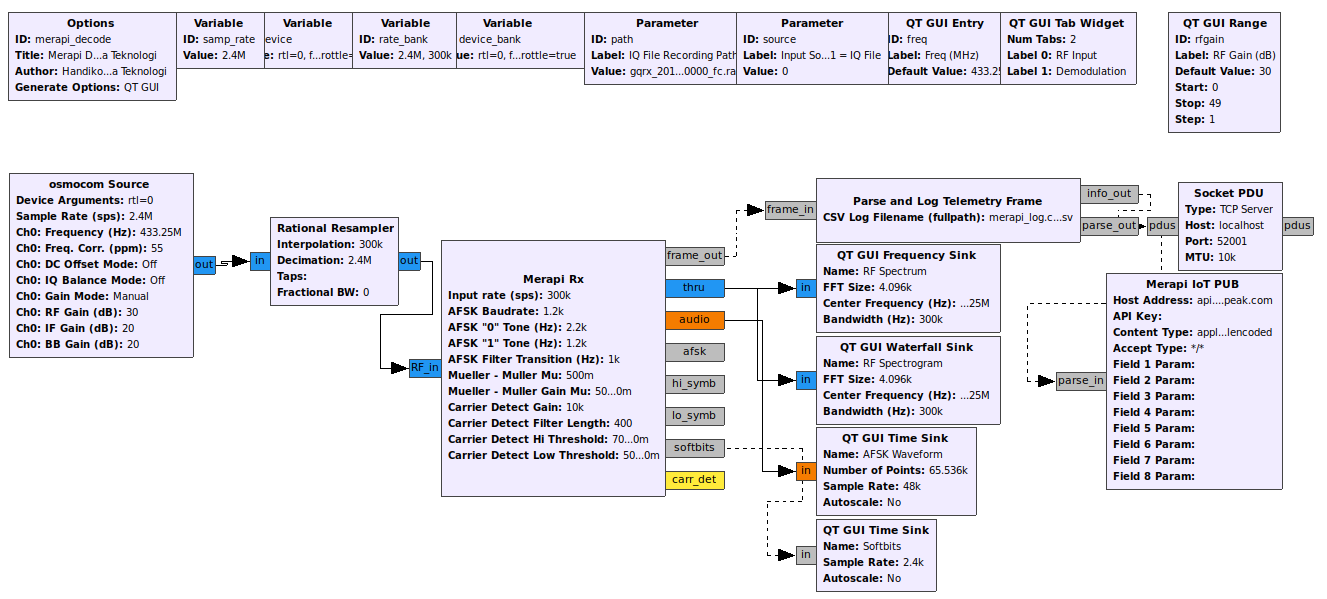 Options
ID: merapi_decode
Title: Merapi D...a Teknologi
Author: Handiko...a Teknologi
Generate Options: QT GUI
Variable
ID: samp_rate
Value: 2.4M
Variable
evice
e: rtl=0, f...rottle=
Variable
ID: rate_bank
Value: 2.4M, 300k
Variable
device_bank
ue: rtl=0, f...rottle=true
Parameter
ID: path
Label: IQ File Recording Path
Value: gqrx_201...0000_fc.ra
Parameter
ID: source
Label: Input So...1 = IQ File
Value: 0
QT GUI Entry
ID: freq
Label: Freq (MHz)
Default Value: 433.25
QT GUI Tab Widget
Num Tabs: 2
Label 0: RF Input
Label 1: Demodulation
QT GUI Range
ID: rfgain
Label: RF Gain (dB)
Default Value: 30
Start: 0
Stop: 49
Step: 1
osmocom Source
Device Arguments: rtl=0
Sample Rate (sps): 2.4M
Ch0: Frequency (Hz): 433.25M
Ch0: Freq. Corr. (ppm): 55
Ch0: DC Offset Mode: Off
Ch0: IQ Balance Mode: Off
Ch0: Gain Mode: Manual
Ch0: RF Gain (dB): 30
Ch0: IF Gain (dB): 20
Ch0: BB Gain (dB): 20
out
in
Rational Resampler
Interpolation: 300k
Decimation: 2.4M
Taps:
Fractional BW: 0
out
RF_in
Merapi Rx
Input rate (sps): 300k
AFSK Baudrate: 1.2k
AFSK "0" Tone (Hz): 2.2k
AFSK "1" Tone (Hz): 1.2k
AFSK Filter Transition (Hz): 1k
Mueller - Muller Mu: 500m
Mueller - Muller Gain Mu: 50...0m
Carrier Detect Gain: 10k
Carrier Detect Filter Length: 400
Carrier Detect Hi Threshold: 70...0m
Carrier Detect Low Threshold: 50...0m
frame_out
thru
audio
afsk
hi_symb
lo_symb
softbits
carr_det
frame_in
Parse and Log Telemetry Frame
CSV Log Filename (fullpath): merapi_log.c...sv
info_out
parse_out
pdus
Socket PDU
Type: TCP Server
Host: localhost
Port: 52001
MTU: 10k
pdus
in
QT GUI Frequency Sink
Name: RF Spectrum
FFT Size: 4.096k
Center Frequency (Hz): ...25M
Bandwidth (Hz): 300k
in
QT GUI Waterfall Sink
Name: RF Spectrogram
FFT Size: 4.096k
Center Frequency (Hz): ...25M
Bandwidth (Hz): 300k
in
QT GUI Time Sink
Name: AFSK Waveform
Number of Points: 65.536k
Sample Rate: 48k
Autoscale: No
in
QT GUI Time Sink
Name: Softbits
Sample Rate: 2.4k
Autoscale: No
parse_in
Merapi IoT PUB
Host Address: api....peak.com
API Key:
Content Type: appl...lencoded
Accept Type: */*
Field 1 Param:
Field 2 Param:
Field 3 Param:
Field 4 Param:
Field 5 Param:
Field 6 Param:
Field 7 Param:
Field 8 Param: